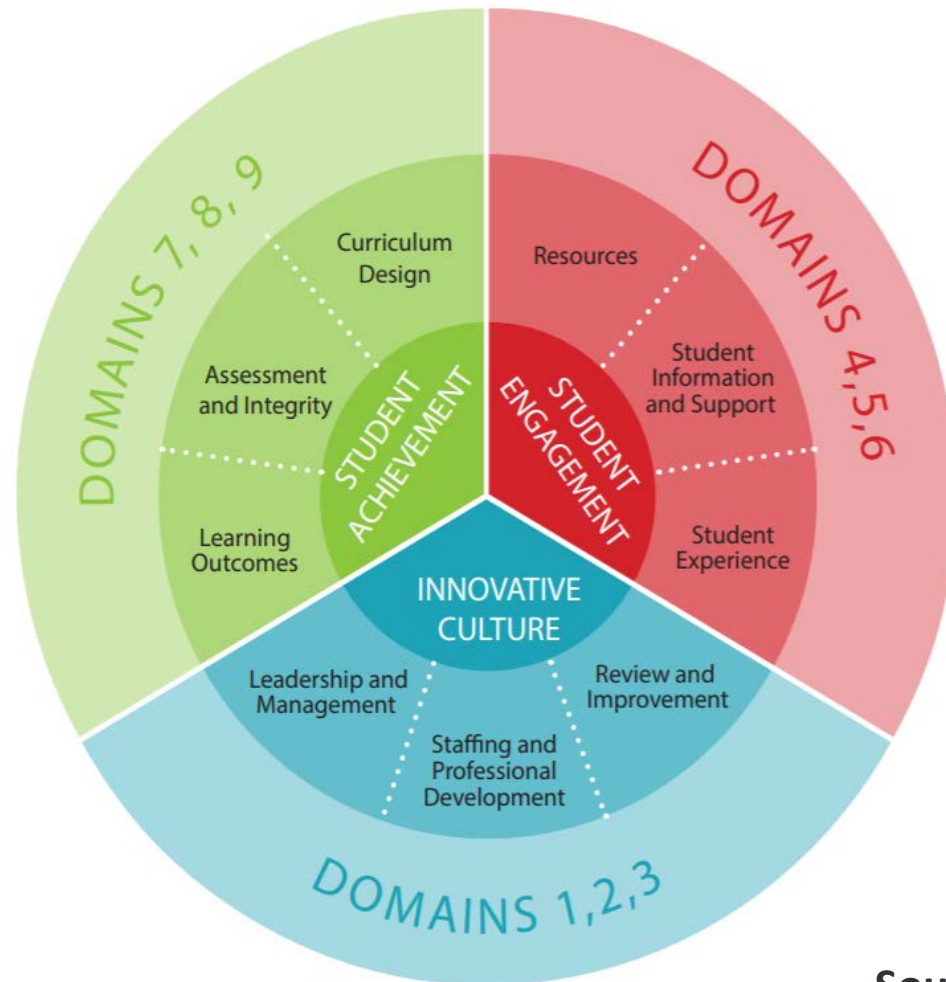 DOMAINS 7, 8, 9
Curriculum
Design
Assessment
and Integrity
Learning
Outcomes
STUDENT
ACHIEVEMENT
DOMAINS 4,5,6
Resources
Student
Information
and Support
Student
Experience
STUDENT
ENGAGEMENT
INNOVATIVE
CULTURE
Leadership and
Management
Staffing and
Professional
Development
Review and
Improvement
DOMAINS 1,2,3